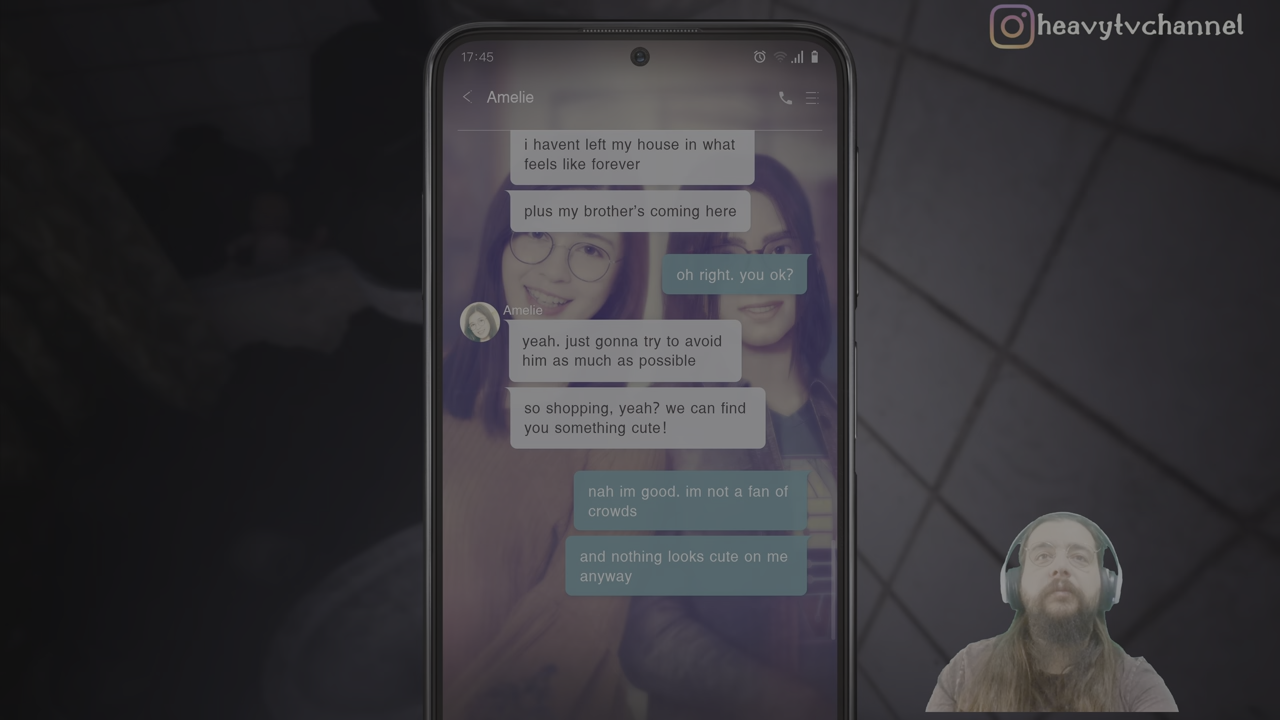 heavytvchannel
17:45
Amelie
i havent left my house in what
feels like forever
plus my brother's coming here
oh right. you ok?
Amelie
yeah. just gonna try to avoid
him as much as possible
so shopping, yeah? we can find
you something cute!
nah im good. im not a fan of
crowds
and nothing looks cute on me
anyway